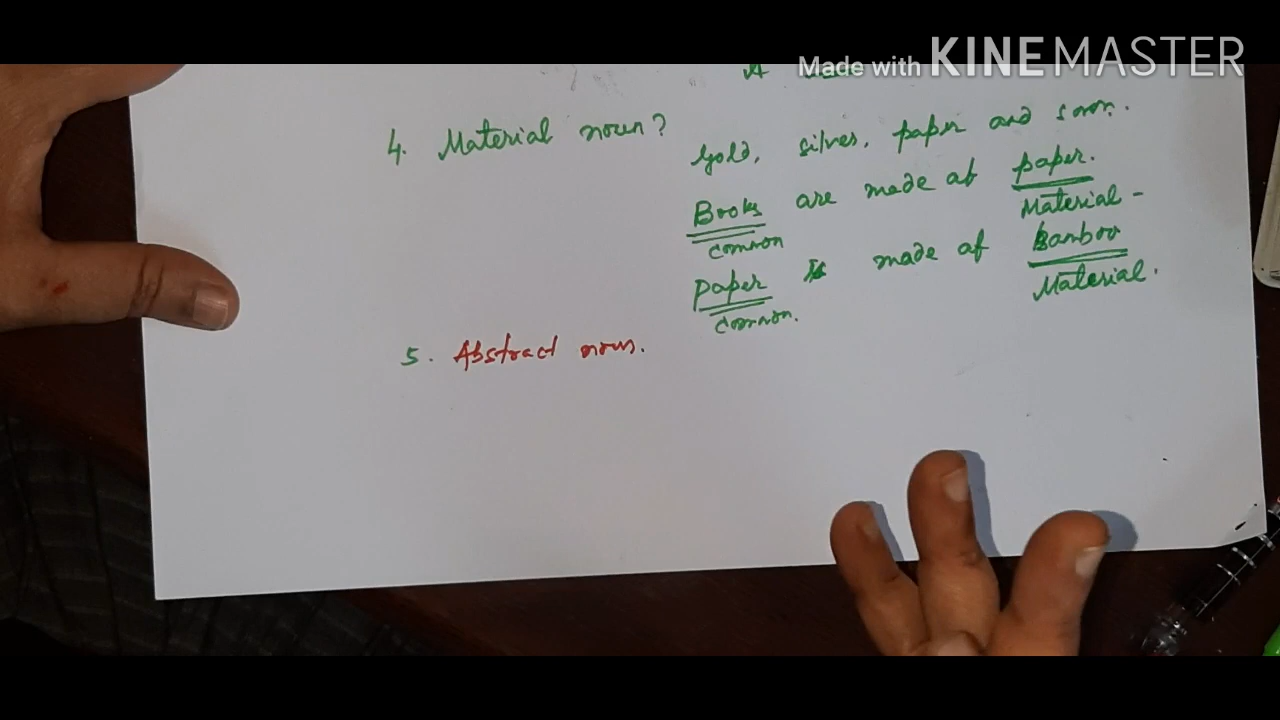 Made with KINEMASTER
4. Material noun?
Gold, silver, paper and soon.
Books are made of paper.
common Material -
Paper is made of Bamboo
common. Material.
5. Abstract noun.